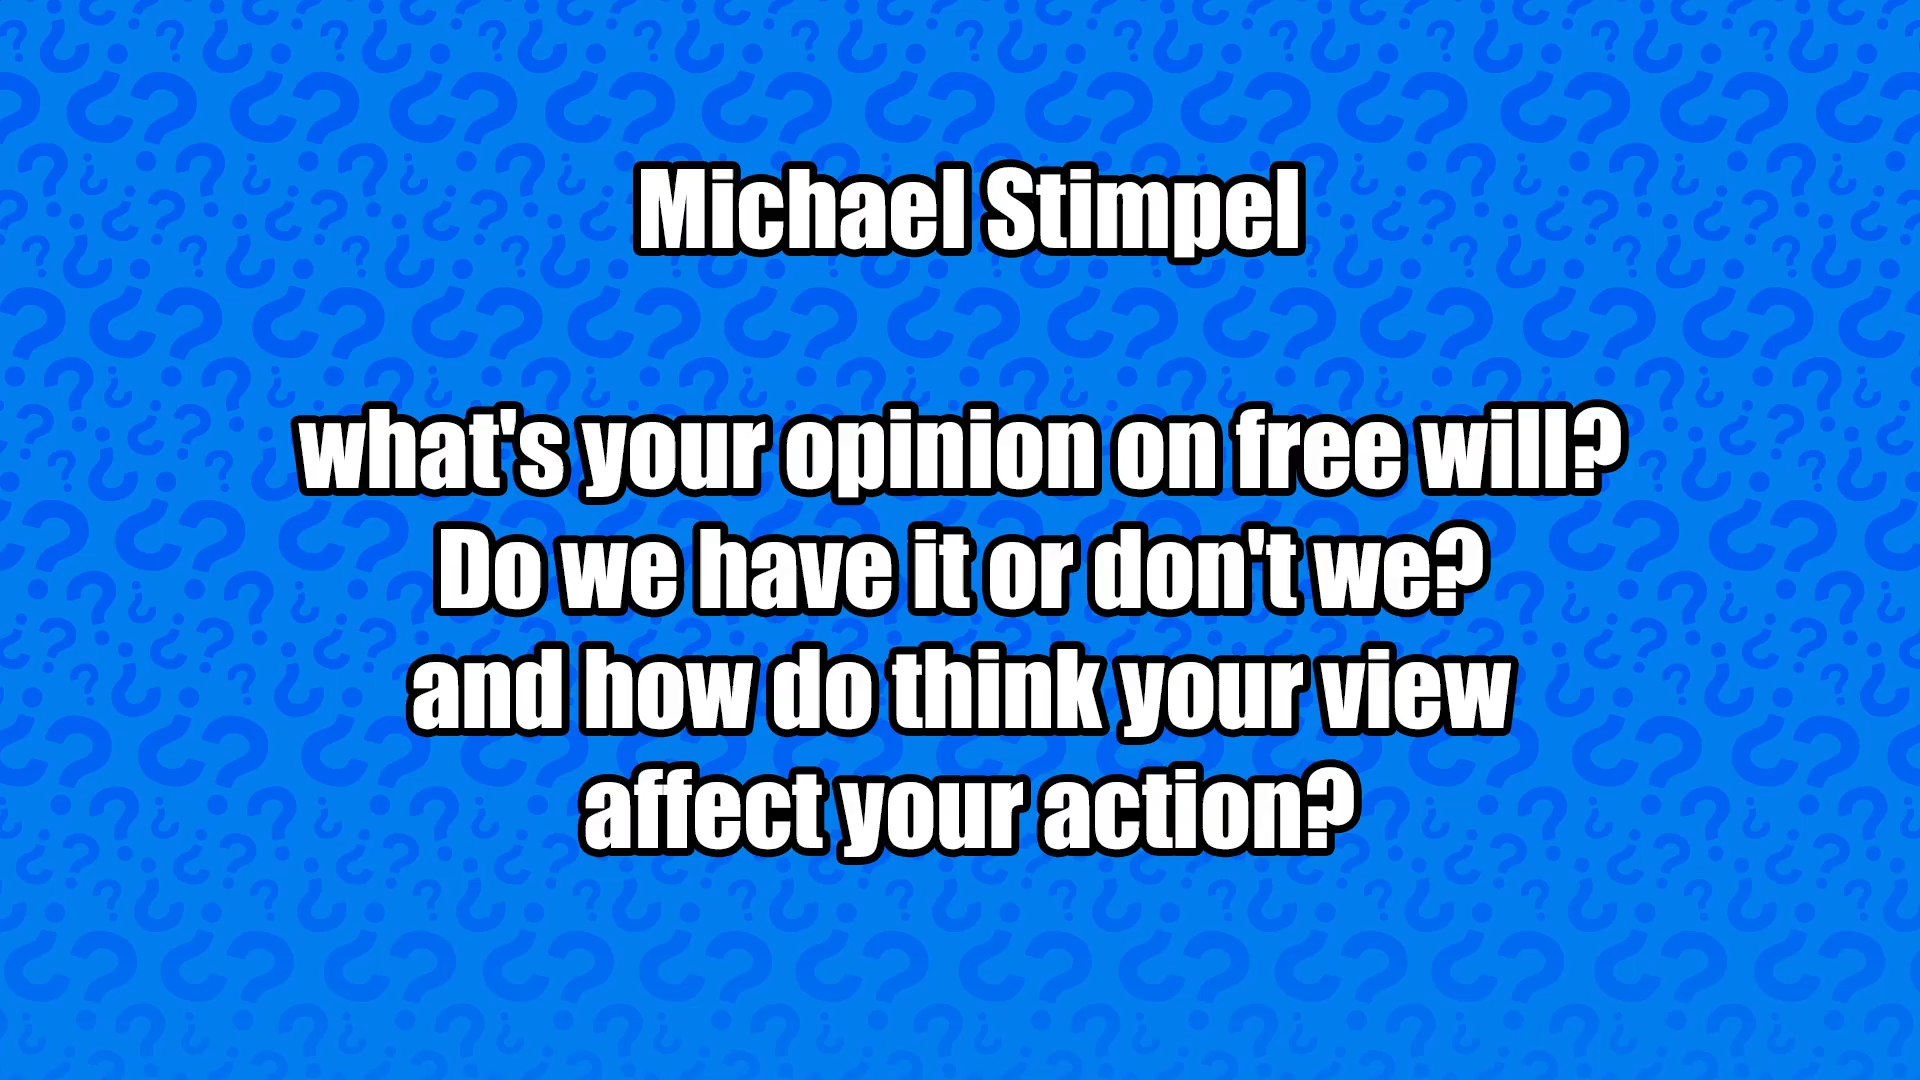 Michael Stimpel
what's your opinion on free will?
Do we have it or don't we?
and how do think your view
affect your action?